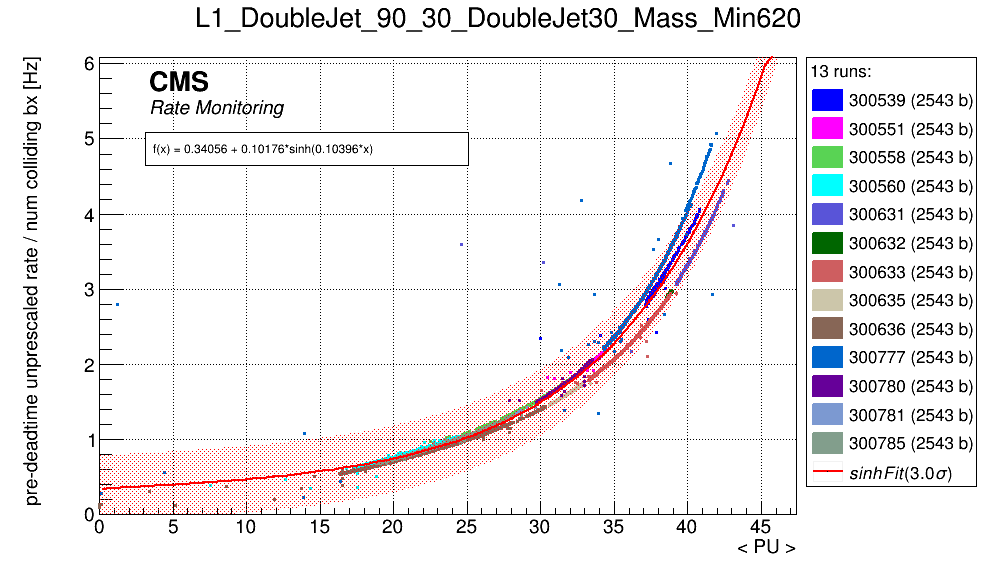 L1_DoubleJet_90_30_DoubleJet30_Mass_Min620
pre-deadtime unprescaled rate / num colliding bx [Hz]
CMS
Rate Monitoring
f(x) = 0.34056 + 0.10176*sinh(0.10396*x)
6
5
4
3
2
1
0
0 5 10 15 20 25 30 35 40 45
< PU >
13 runs:
300539 (2543 b)
300551 (2543 b)
300558 (2543 b)
300560 (2543 b)
300631 (2543 b)
300632 (2543 b)
300633 (2543 b)
300635 (2543 b)
300636 (2543 b)
300777 (2543 b)
300780 (2543 b)
300781 (2543 b)
300785 (2543 b)
sinhFit(3.0σ)